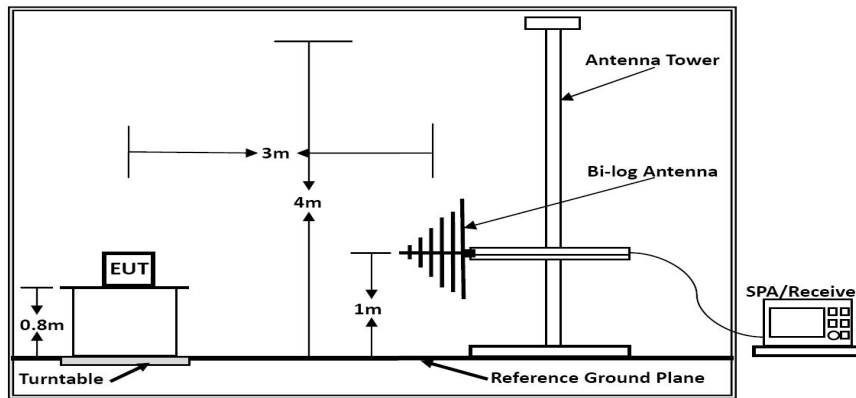 Antenna Tower
3m
Bi-log Antenna
4m
EUT
1m
SPA/Receive
0.8m
Turntable
Reference Ground Plane